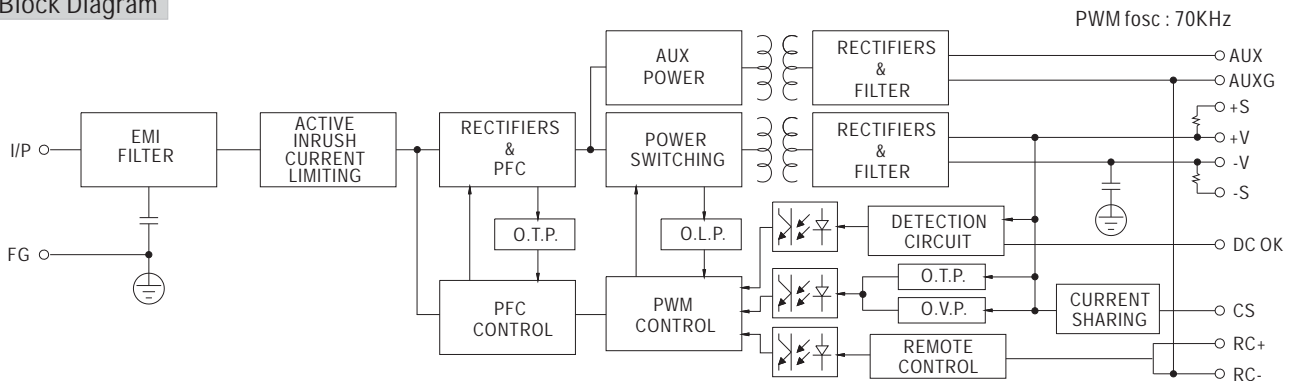 Block Diagram
PWM fosc : 70KHz
AUX
POWER
RECTIFIERS
&
FILTER
AUX
AUXG
+S
I/P
EMI
FILTER
ACTIVE
INRUSH
CURRENT
LIMITING
RECTIFIERS
&
PFC
POWER
SWITCHING
RECTIFIERS
&
FILTER
+V
-V
-S
O.T.P.
O.L.P.
DETECTION
CIRCUIT
DC OK
FG
PFC
CONTROL
PWM
CONTROL
O.T.P.
O.V.P.
CURRENT
SHARING
CS
REMOTE
CONTROL
RC+
RC-